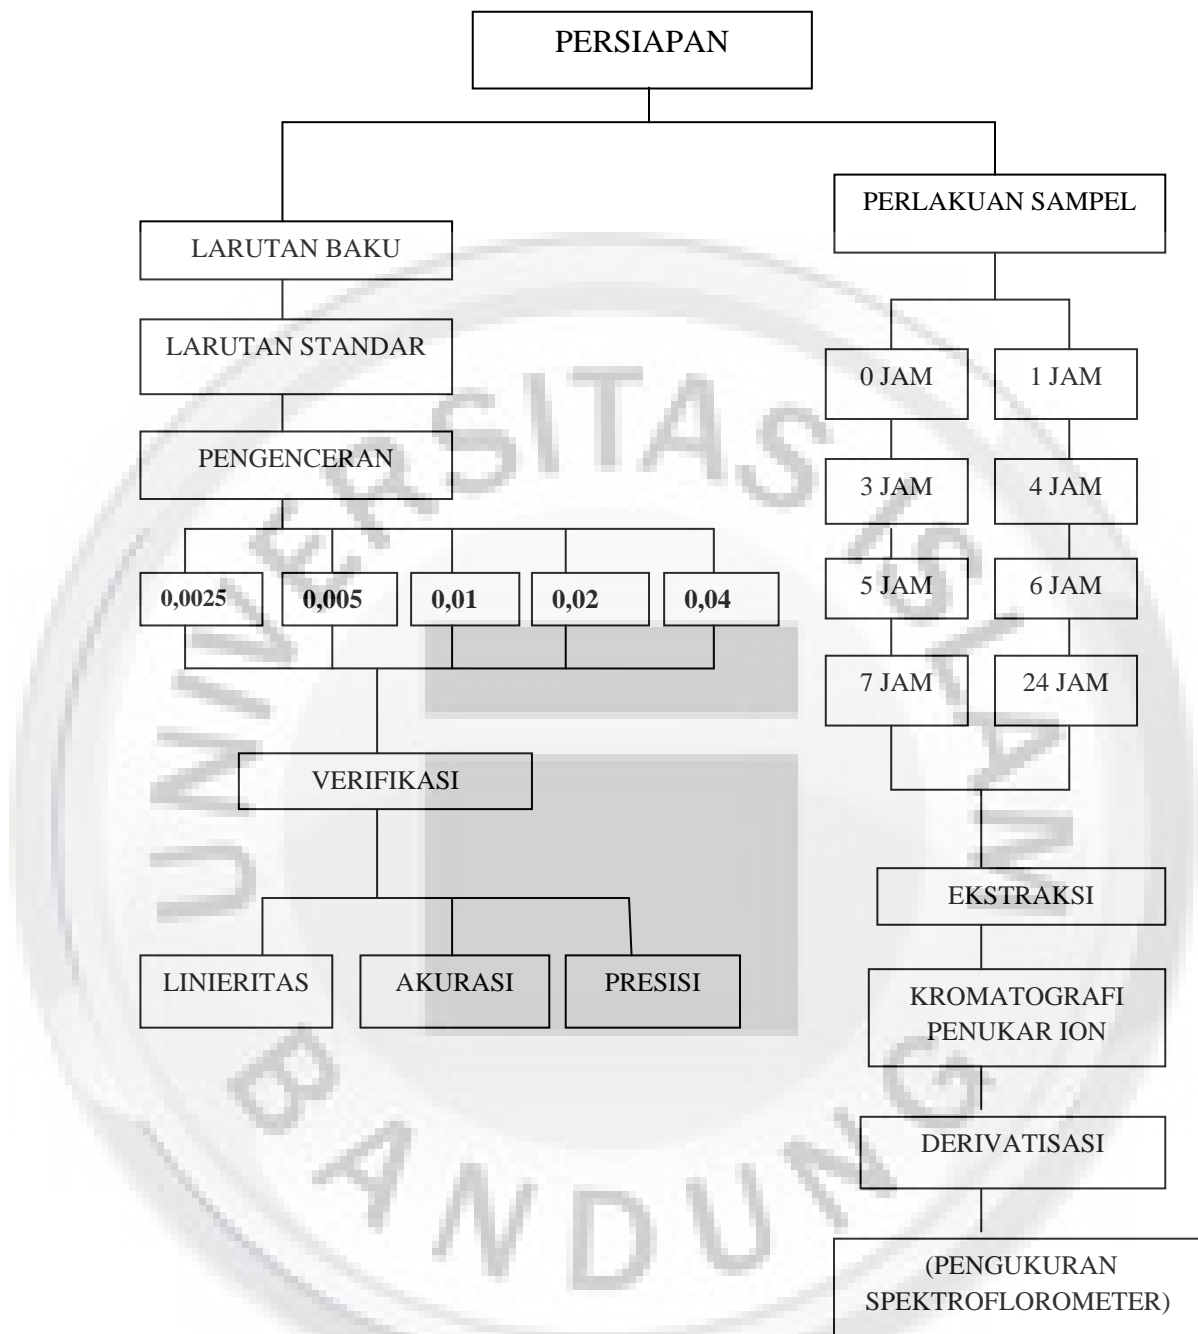 PERSIAPAN
PERLAKUAN SAMPEL
LARUTAN BAKU
LARUTAN STANDAR
0 JAM
1 JAM
PENGENCERAN
3 JAM
4 JAM
0,0025
0,005
0,01
0,02
0,04
5 JAM
6 JAM
7 JAM
24 JAM
VERIFIKASI
EKSTRAKSI
LINIERITAS
AKURASI
PRESISI
KROMATOGRAFI
PENUKAR ION
DERIVATISASI
(PENGUKURAN
SPEKTROFLOROMETER)
UNIVERSITAS ISLAM
BANDUNG